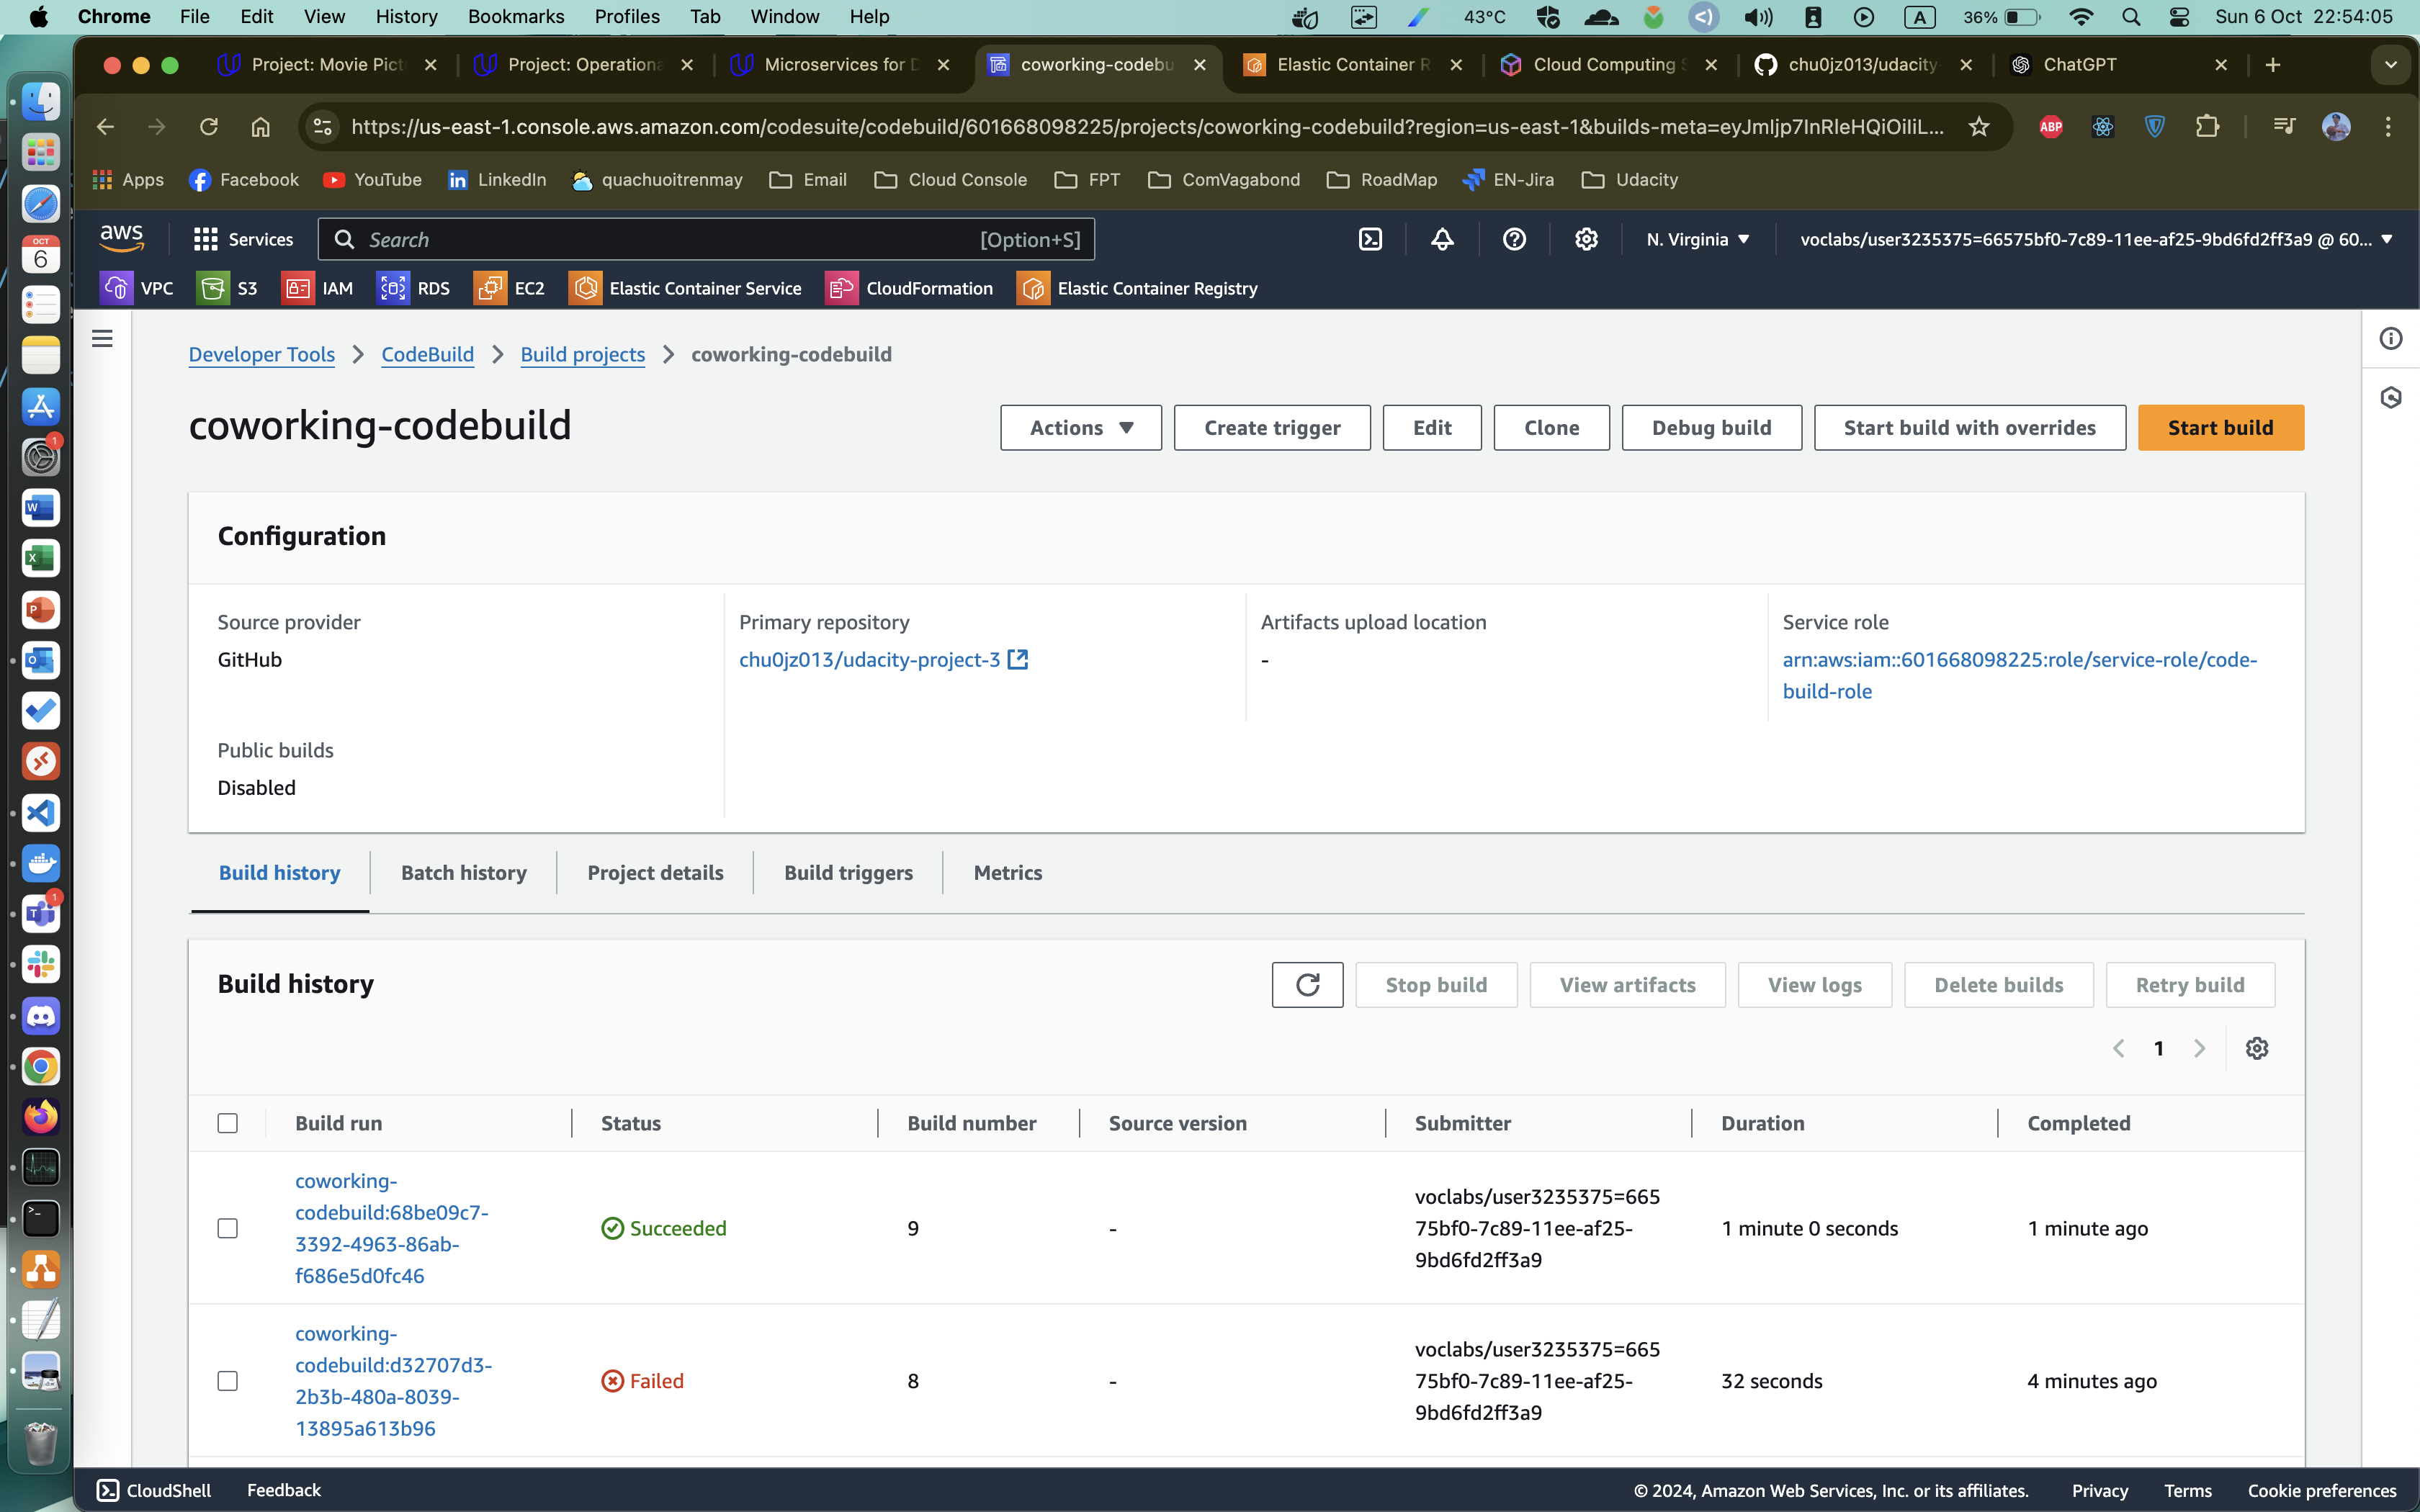 Chrome File Edit View History Bookmarks Profiles Tab Window Help 43°C A 36% Sun 6 Oct 22:54:05
Project: Movie Pict Project: Operationa Microservices for D coworking-codebu Elastic Container R Cloud Computing S chu0jz013/udacity- ChatGPT
https://us-east-1.console.aws.amazon.com/codesuite/codebuild/601668098225/projects/coworking-codebuild?region=us-east-1&builds-meta=eyJmIjp7InRleHQiOiIiL... ABP
Apps Facebook YouTube LinkedIn quachuoitrenmay Email Cloud Console FPT ComVagabond RoadMap EN-Jira Udacity
aws Services Search [Option+S] N. Virginia voclabs/user3235375=66575bf0-7c89-11ee-af25-9bd6fd2ff3a9 @ 60...
VPC S3 IAM RDS EC2 Elastic Container Service CloudFormation Elastic Container Registry
OCT
6
Developer Tools CodeBuild Build projects coworking-codebuild
coworking-codebuild
Actions Create trigger Edit Clone Debug build Start build with overrides Start build
Configuration
Source provider
GitHub
Primary repository
chu0jz013/udacity-project-3
Artifacts upload location
-
Service role
arn:aws:iam::601668098225:role/service-role/code-
build-role
Public builds
Disabled
Build history Batch history Project details Build triggers Metrics
Build history
Stop build View artifacts View logs Delete builds Retry build
1
Build run Status Build number Source version Submitter Duration Completed
coworking-
codebuild:68be09c7-
3392-4963-86ab-
f686e5d0fc46
Succeeded
9
-
voclabs/user3235375=665
75bf0-7c89-11ee-af25-
9bd6fd2ff3a9
1 minute 0 seconds
1 minute ago
coworking-
codebuild:d32707d3-
2b3b-480a-8039-
13895a613b96
Failed
8
-
voclabs/user3235375=665
75bf0-7c89-11ee-af25-
9bd6fd2ff3a9
32 seconds
4 minutes ago
CloudShell Feedback © 2024, Amazon Web Services, Inc. or its affiliates. Privacy Terms Cookie preferences